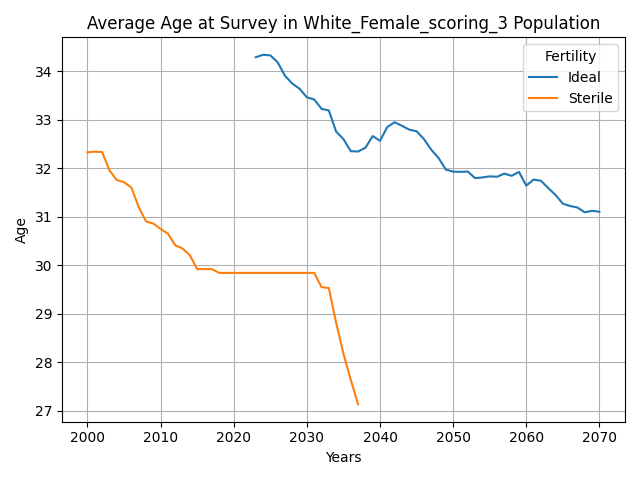 Average Age at Survey in White_Female_scoring_3 Population
Fertility
Ideal
Sterile
Age
34
33
32
31
30
29
28
27
2000 2010 2020 2030 2040 2050 2060 2070
Years